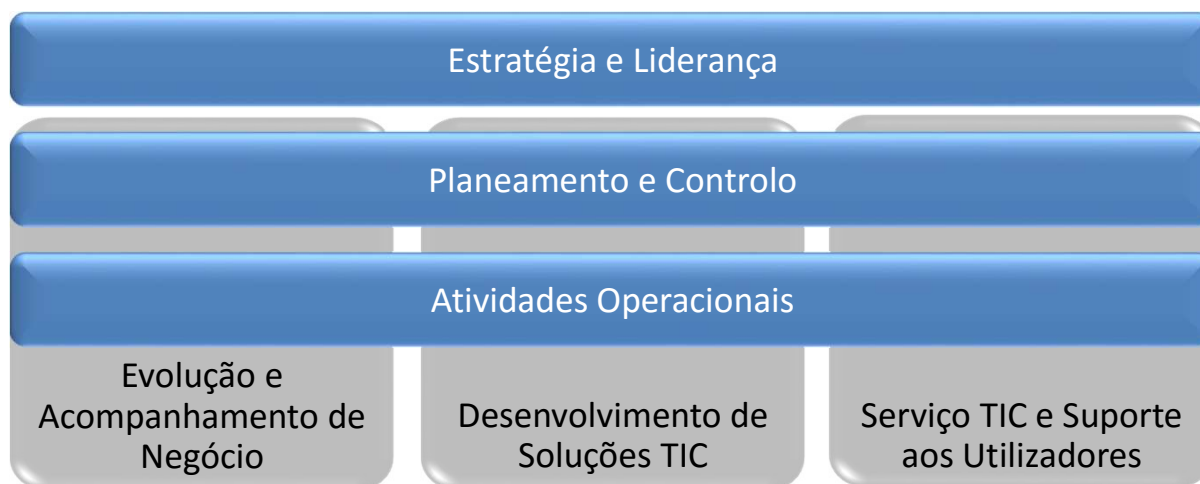 Estratégia e Liderança
Planeamento e Controlo
Atividades Operacionais
Evolução e
Acompanhamento de
Negócio
Desenvolvimento de
Soluções TIC
Serviço TIC e Suporte
aos Utilizadores